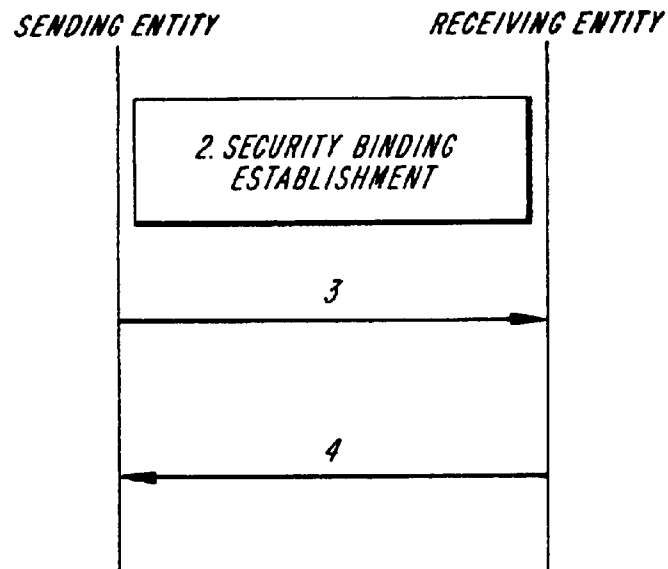 SENDING ENTITY
RECEIVING ENTITY
2. SECURITY BINDING
ESTABLISHMENT
3
4